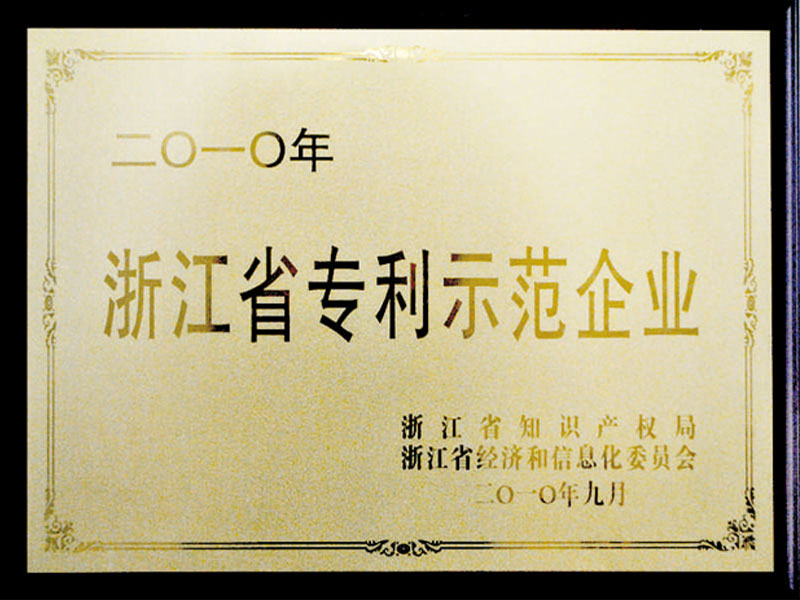 二〇一〇年
浙江省专利示范企业
浙江省知识产权局
浙江省经济和信息化委员会
二〇一〇年九月